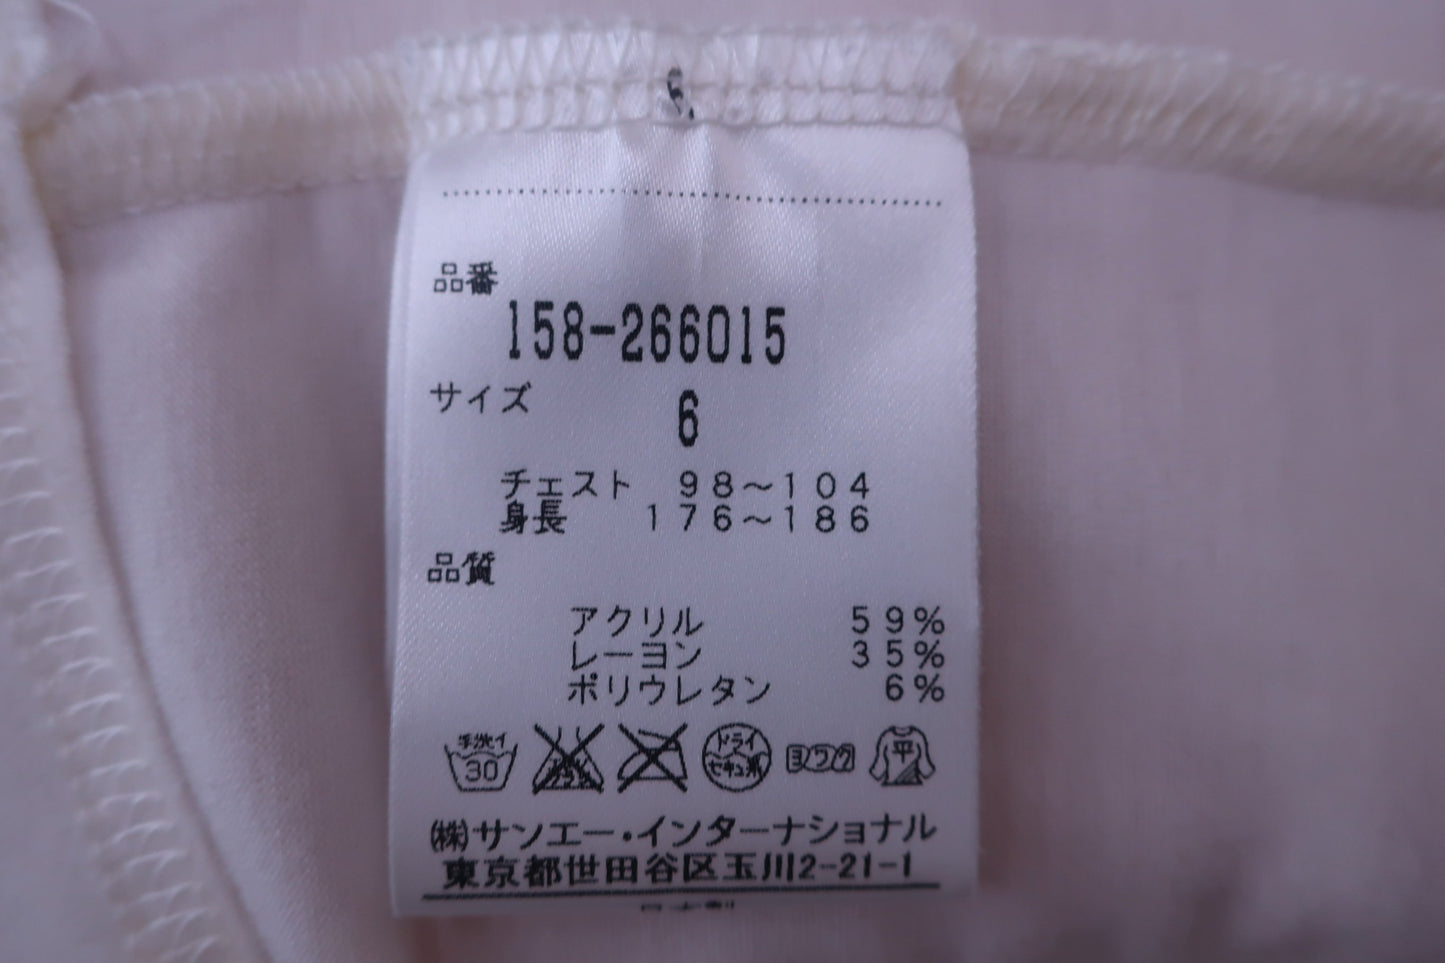 品番
158-266015
サイズ
6
チェスト 98～104
身長 176～186
品質
アクリル 59%
レーヨン 35%
ポリウレタン 6%
手洗イ 30 ドライ セキユ系 ヨワク 平
(株)サンエー・インターナショナル
東京都世田谷区玉川2-21-1